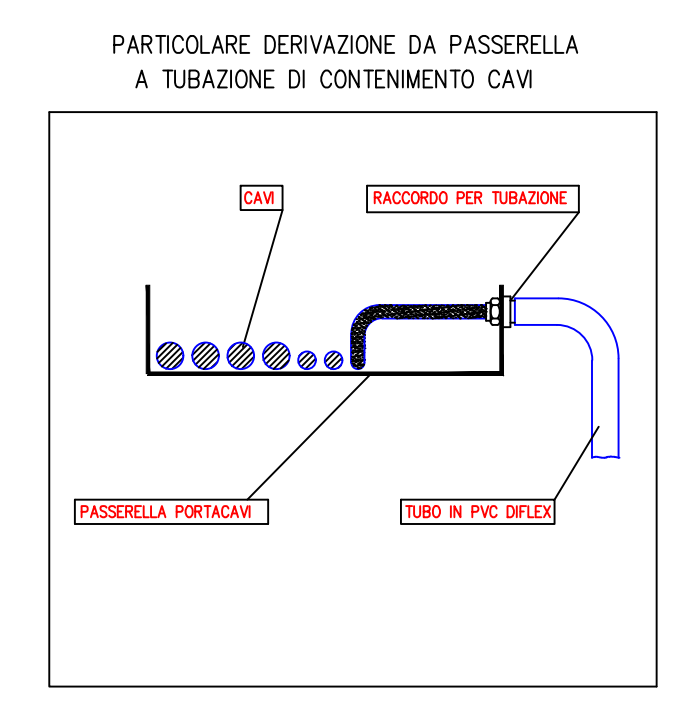 PARTICOLARE DERIVAZIONE DA PASSERELLA
A TUBAZIONE DI CONTENIMENTO CAVI
CAVI
RACCORDO PER TUBAZIONE
PASSERELLA PORTACAVI
TUBO IN PVC DIFLEX